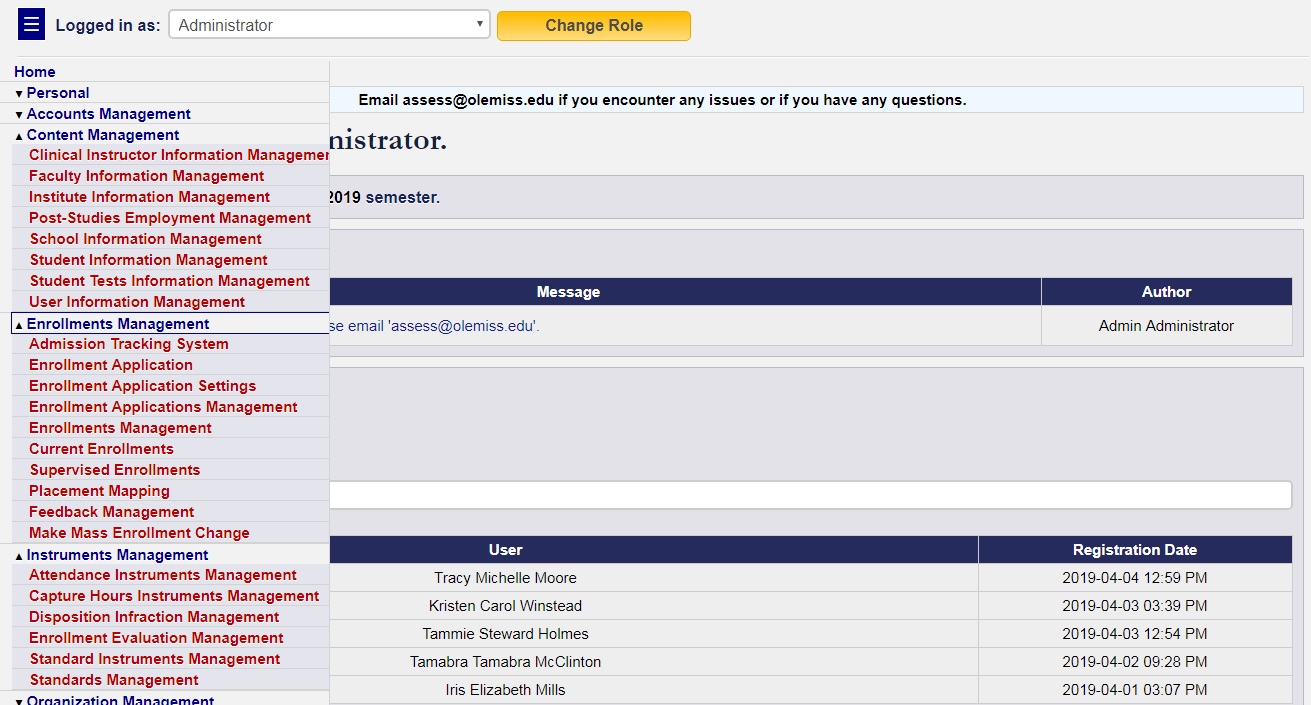 Logged in as: Administrator Change Role
Home
Personal
Accounts Management
Content Management
Clinical Instructor Information Managemen
Faculty Information Management
Institute Information Management
Post-Studies Employment Management
School Information Management
Student Information Management
Student Tests Information Management
User Information Management
Enrollments Management
Admission Tracking System
Enrollment Application
Enrollment Application Settings
Enrollment Applications Management
Enrollments Management
Current Enrollments
Supervised Enrollments
Placement Mapping
Feedback Management
Make Mass Enrollment Change
Instruments Management
Attendance Instruments Management
Capture Hours Instruments Management
Disposition Infraction Management
Enrollment Evaluation Management
Standard Instruments Management
Standards Management
Organization Management
Email assess@olemiss.edu if you encounter any issues or if you have any questions.
nistrator.
2019 semester.
Message Author
se email 'assess@olemiss.edu'. Admin Administrator
User Registration Date
Tracy Michelle Moore 2019-04-04 12:59 PM
Kristen Carol Winstead 2019-04-03 03:39 PM
Tammie Steward Holmes 2019-04-03 12:54 PM
Tamabra Tamabra McClinton 2019-04-02 09:28 PM
Iris Elizabeth Mills 2019-04-01 03:07 PM